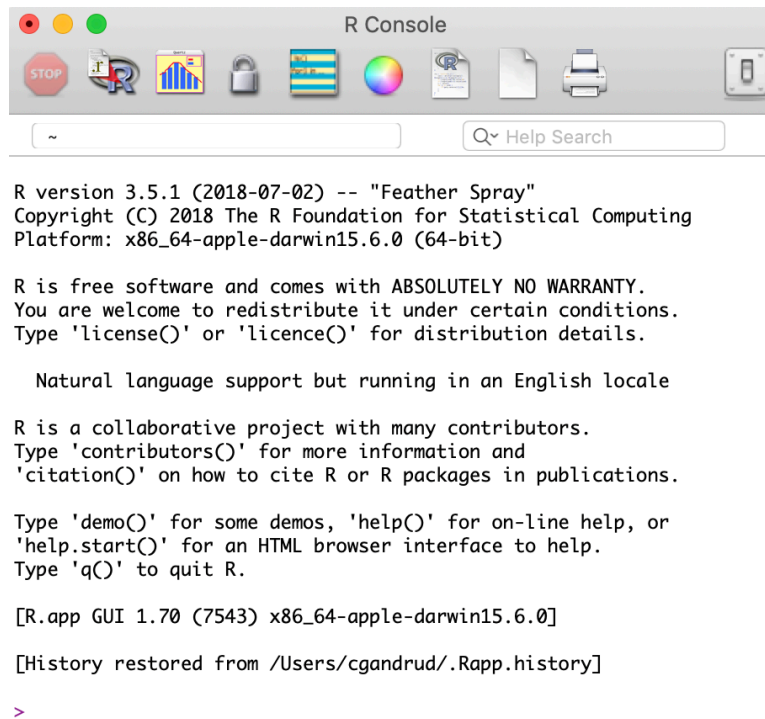 R Console
STOP
~
Help Search
R version 3.5.1 (2018-07-02) -- "Feather Spray"
Copyright (C) 2018 The R Foundation for Statistical Computing
Platform: x86_64-apple-darwin15.6.0 (64-bit)
R is free software and comes with ABSOLUTELY NO WARRANTY.
You are welcome to redistribute it under certain conditions.
Type 'license()' or 'licence()' for distribution details.
Natural language support but running in an English locale
R is a collaborative project with many contributors.
Type 'contributors()' for more information and
'citation()' on how to cite R or R packages in publications.
Type 'demo()' for some demos, 'help()' for on-line help, or
'help.start()' for an HTML browser interface to help.
Type 'q()' to quit R.
[R.app GUI 1.70 (7543) x86_64-apple-darwin15.6.0]
[History restored from /Users/cgandrud/.Rapp.history]
>